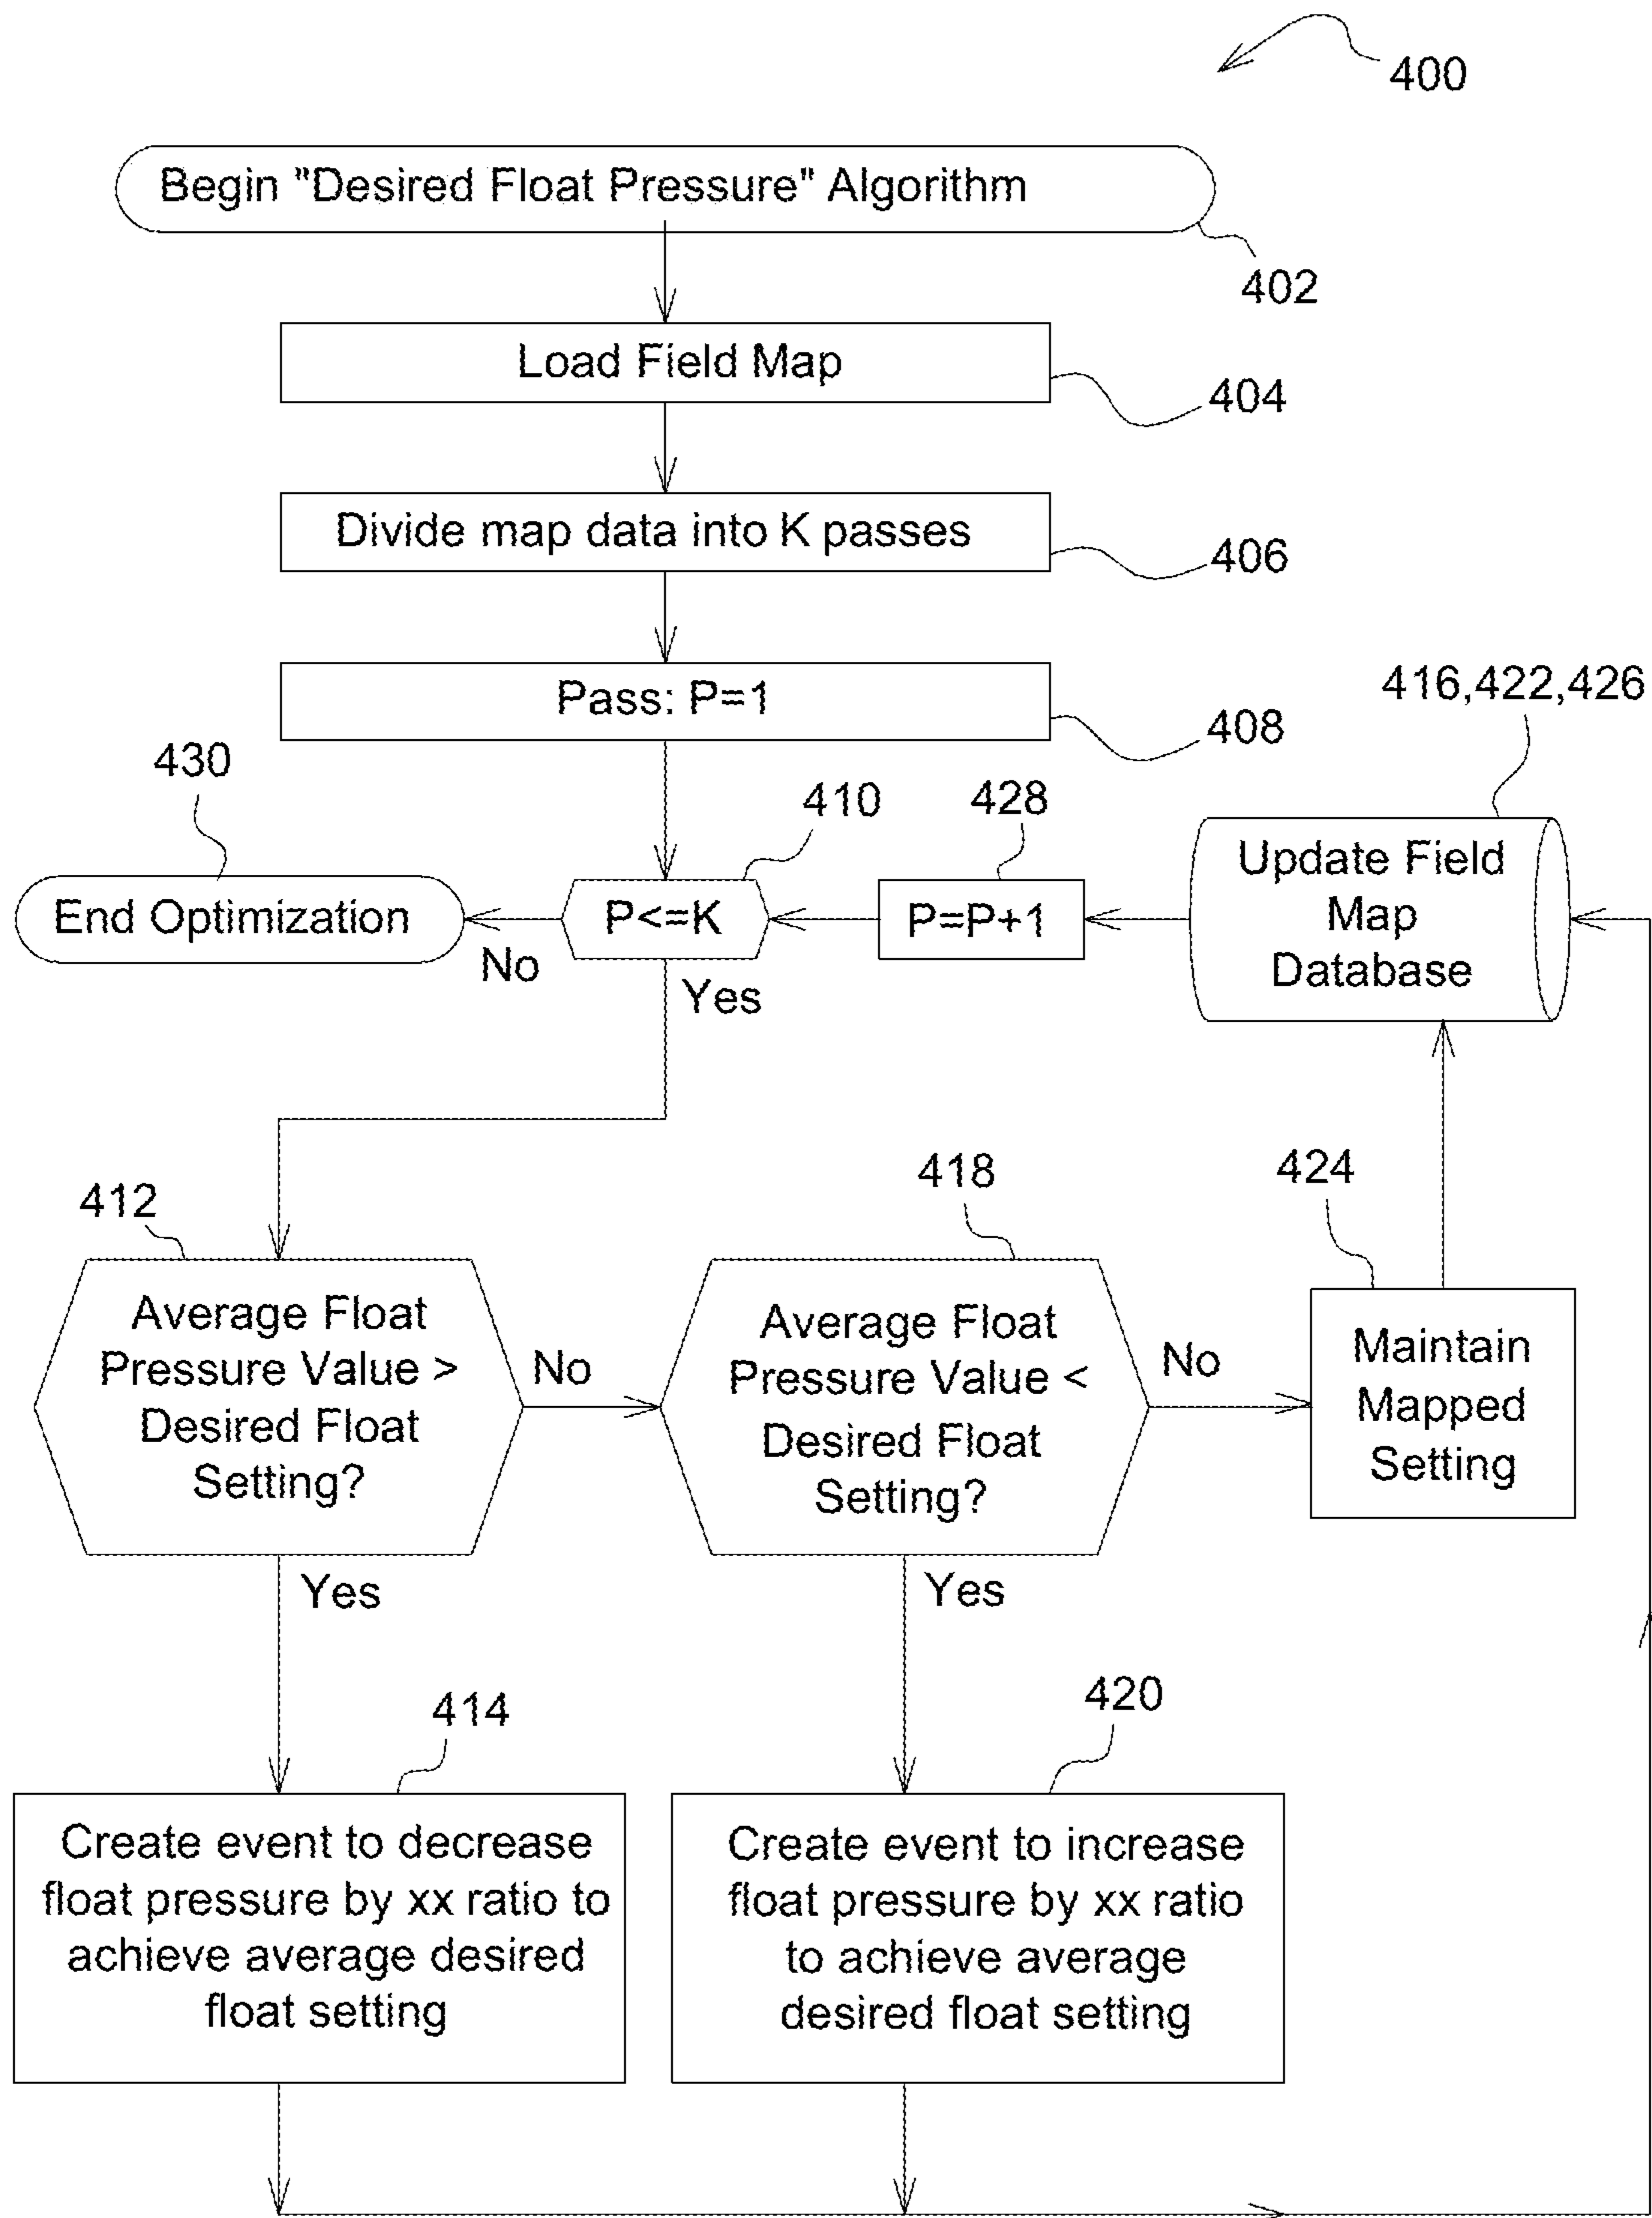 400
Begin "Desired Float Pressure" Algorithm
402
Load Field Map
404
Divide map data into K passes
406
Pass: P=1
408
416,422,426
430
410
428
End Optimization
No
P<=K
Yes
P=P+1
Update Field
Map
Database
412
Average Float
Pressure Value >
Desired Float
Setting?
No
Yes
418
Average Float
Pressure Value <
Desired Float
Setting?
No
Yes
424
Maintain
Mapped
Setting
414
Create event to decrease
float pressure by xx ratio to
achieve average desired
float setting
420
Create event to increase
float pressure by xx ratio
to achieve average
desired float setting